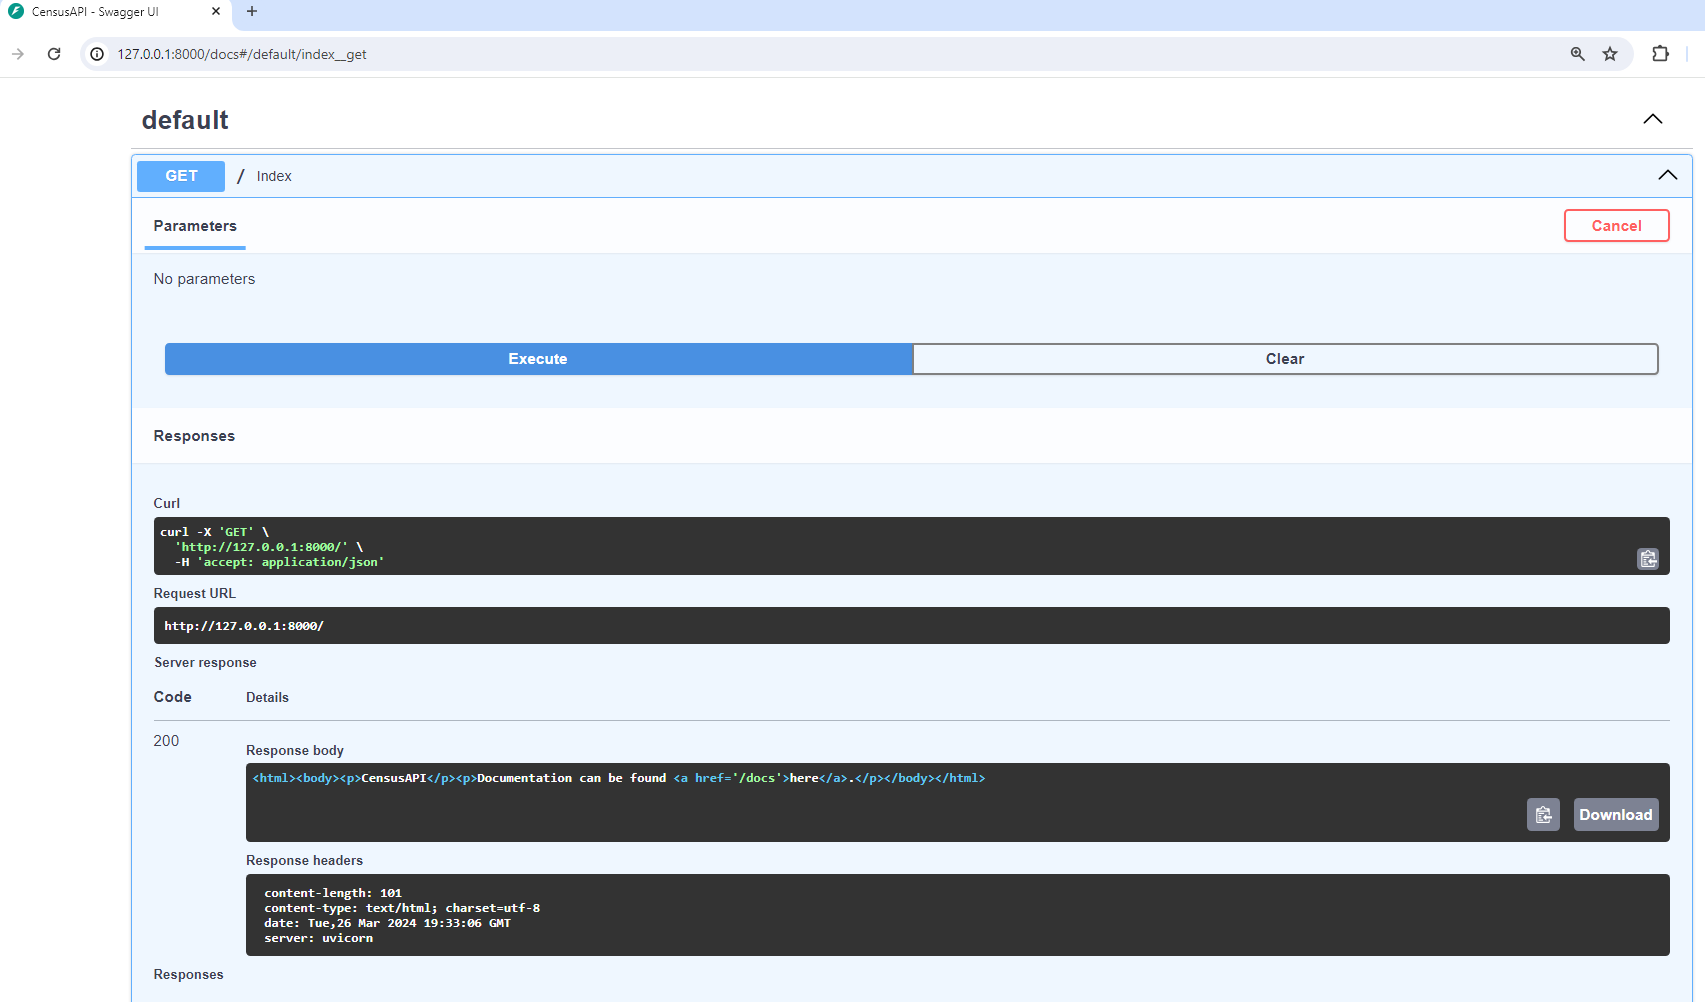 CensusAPI - Swagger UI
127.0.0.1:8000/docs#/default/index__get
default
GET / Index
Parameters
Cancel
No parameters
Execute
Clear
Responses
Curl
curl -X 'GET' \
'http://127.0.0.1:8000/' \
-H 'accept: application/json'
Request URL
http://127.0.0.1:8000/
Server response
Code Details
200
Response body
<html><body><p>CensusAPI</p><p>Documentation can be found <a href='/docs'>here</a>.</p></body></html>
Download
Response headers
content-length: 101
content-type: text/html; charset=utf-8
date: Tue,26 Mar 2024 19:33:06 GMT
server: uvicorn
Responses